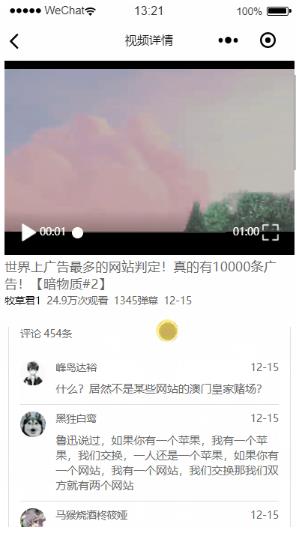 WeChat 13:21 100%
视频详情
00:01 01:00
世界上广告最多的网站判定！真的有10000条广
告！【暗物质#2】
牧草君1 24.9万次观看 1345弹幕 12-15
评论 454条
峰岛达裕 12-15
什么？居然不是某些网站的澳门皇家赌场？
黑独白鸾 12-15
鲁迅说过，如果你有一个苹果，我有一个苹
果，我们交换，一人还是一个苹果，如果你有
一个网站，我有一个网站，我们交换那我们双
方就有两个网站
马猴烧酒柊筱娅 12-15